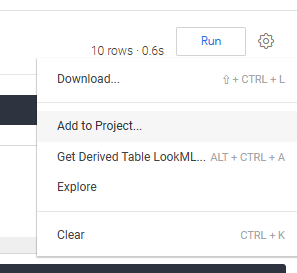 10 rows · 0.6s Run
Download... ⇧ + CTRL + L
Add to Project...
Get Derived Table LookML... ALT + CTRL + A
Explore
Clear CTRL + K